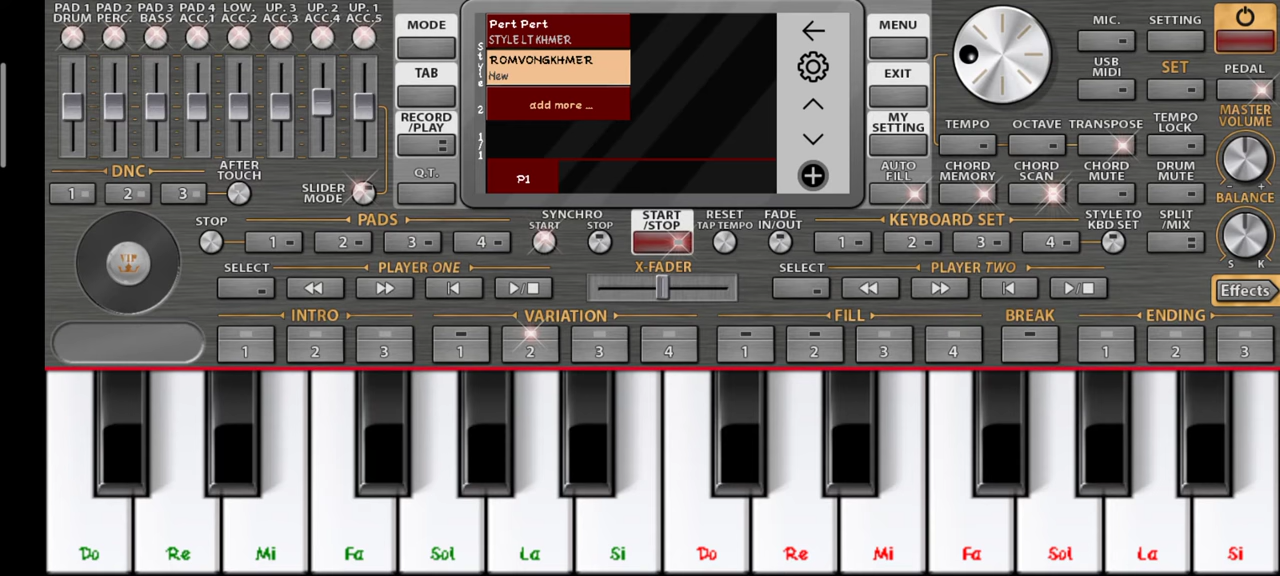 PAD 1 PAD 2 PAD 3 PAD 4 LOW. UP. 3 UP. 2 UP. 1
DRUM PERC. BASS ACC.1 ACC.2 ACC.3 ACC.4 ACC.5
DNC
1 2 3
AFTER
TOUCH
SLIDER
MODE
MODE
TAB
RECORD
/PLAY
Q.T.
Style
2
1/1
Pert Pert
STYLE LT KHMER
ROMVONGKHMER
New
add more ...
P1
MENU
EXIT
MY
SETTING
AUTO
FILL
MIC.
SETTING
USB
MIDI
SET
PEDAL
MASTER
VOLUME
- +
TEMPO
OCTAVE
TRANSPOSE
TEMPO
LOCK
CHORD
MEMORY
CHORD
SCAN
CHORD
MUTE
DRUM
MUTE
BALANCE
S K
VIP
STOP
PADS
1 2 3 4
SYNCHRO
START STOP
START
/STOP
RESET
TAP TEMPO
FADE
IN/OUT
KEYBOARD SET
1 2 3 4
STYLE TO
KBD SET
SPLIT
/MIX
SELECT
PLAYER ONE
X-FADER
SELECT
PLAYER TWO
Effects
INTRO
1 2 3
VARIATION
1 2 3 4
FILL
1 2 3 4
BREAK
ENDING
1 2 3
Do Re Mi Fa Sol La Si Do Re Mi Fa Sol La Si